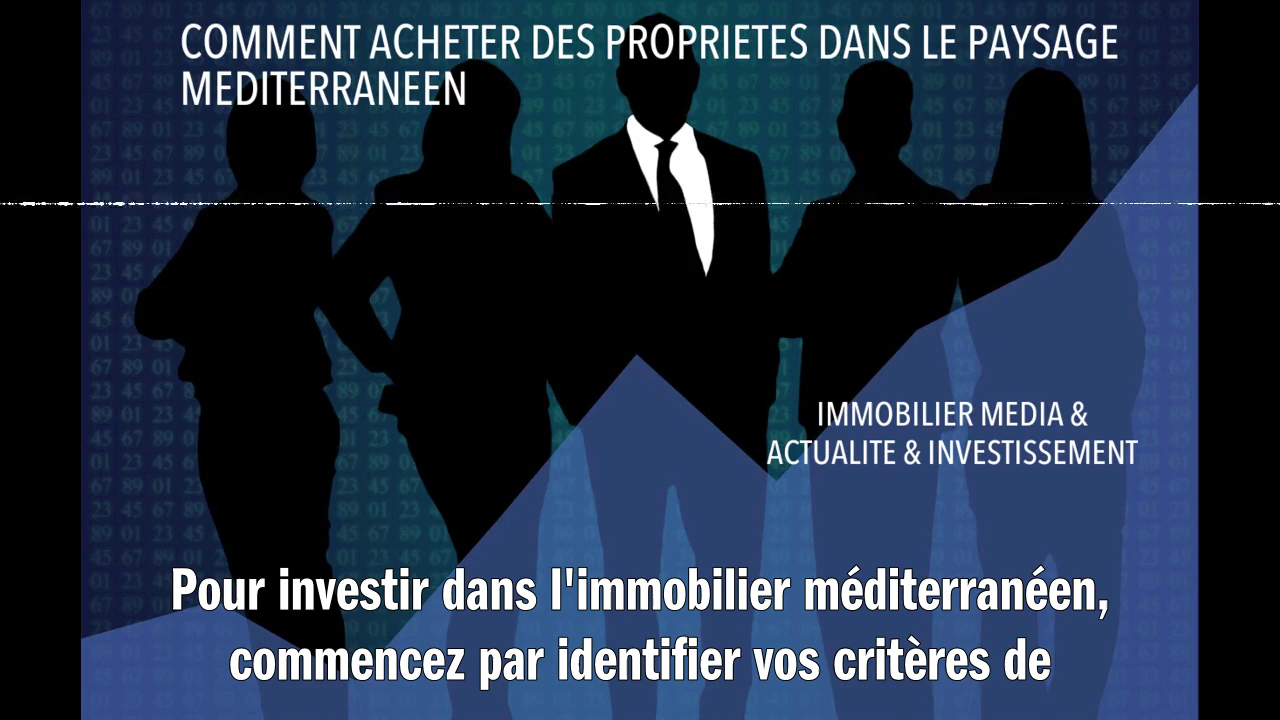 COMMENT ACHETER DES PROPRIETES DANS LE PAYSAGE
MEDITERRANEEN
IMMOBILIER MEDIA &
ACTUALITE & INVESTISSEMENT
Pour investir dans l'immobilier méditerranéen,
commencez par identifier vos critères de